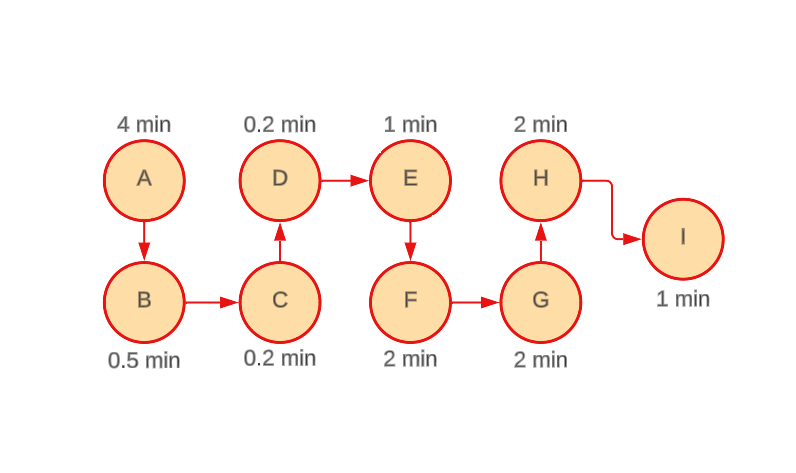 4 min
0.2 min
1 min
2 min
A
D
E
H
I
B
C
F
G
1 min
0.5 min
0.2 min
2 min
2 min